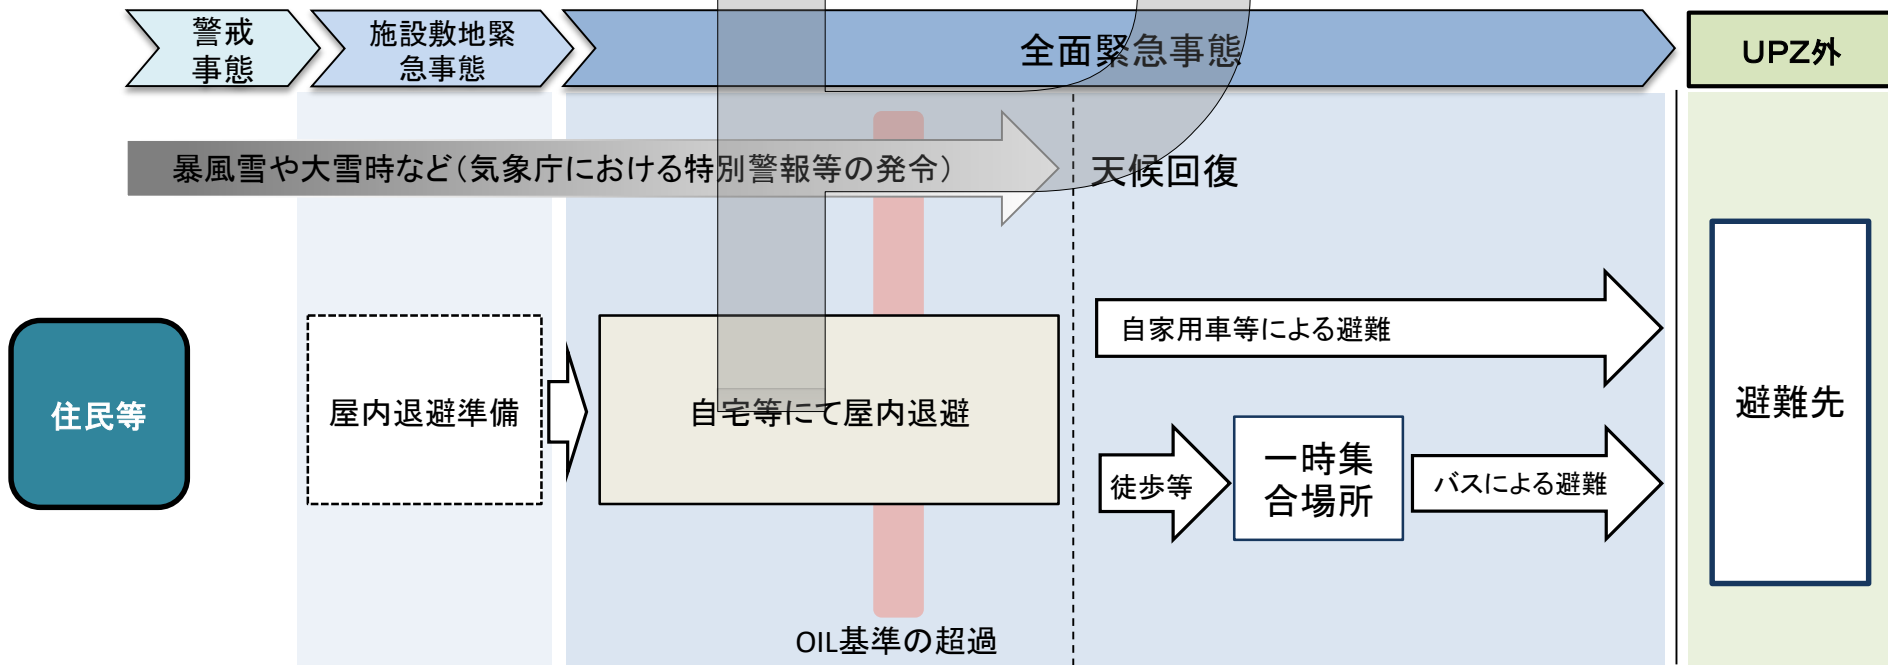 警戒
事態
施設敷地緊
急事態
全面緊急事態
UPZ外
暴風雪や大雪時など（気象庁における特別警報等の発令）
天候回復
住民等
屋内退避準備
自宅等にて屋内退避
自家用車等による避難
徒歩等
一時集
合場所
バスによる避難
避難先
OIL基準の超過